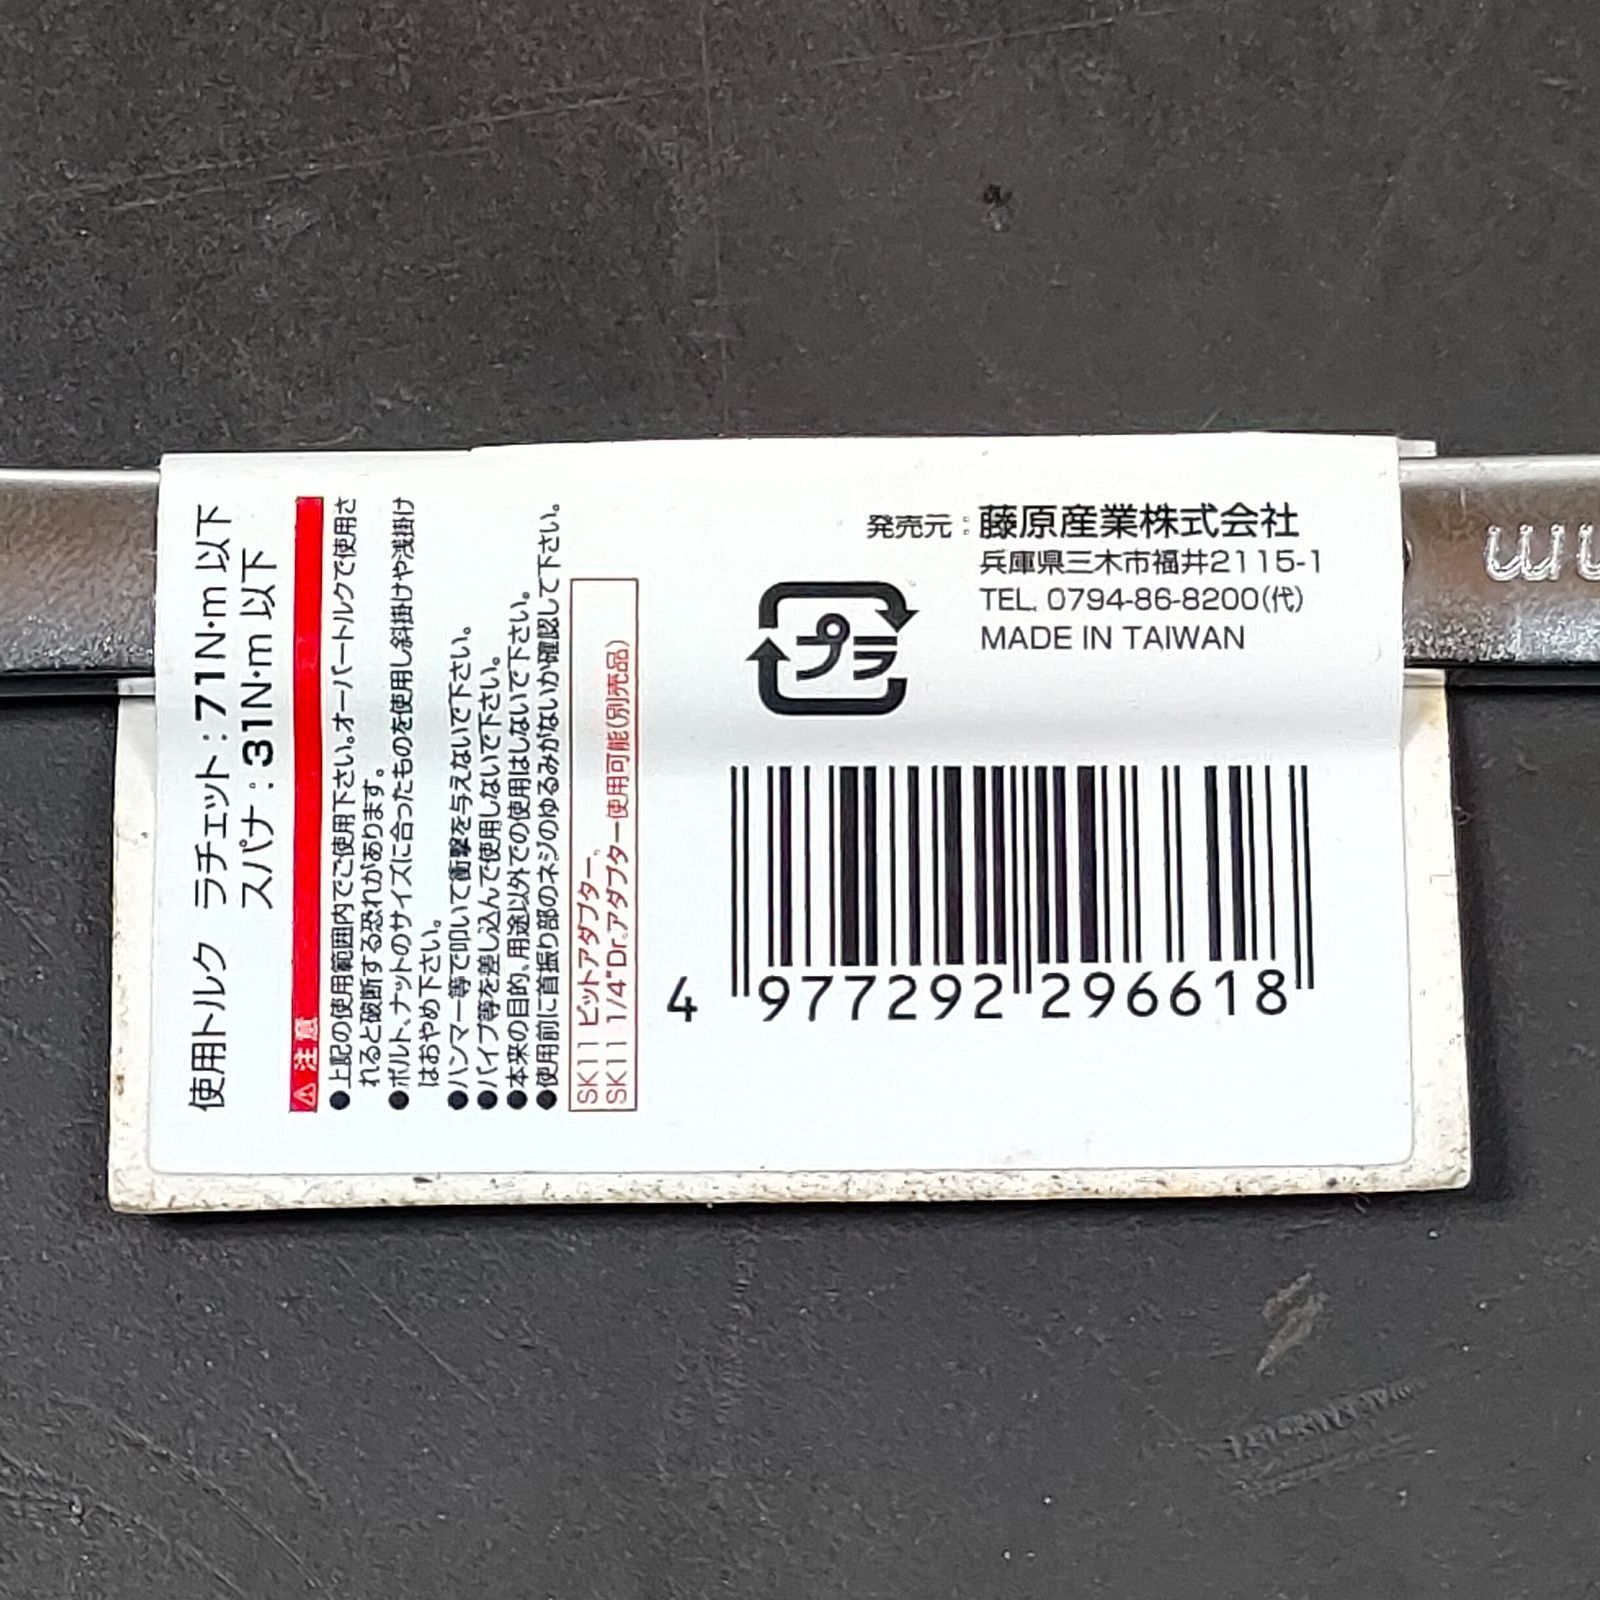 使用トルク ラチェット:71N·m 以下
スパナ:31N·m 以下
⚠ 注意
●上記の使用範囲内でご使用下さい。オーバートルクで使用さ
れると破断する恐れがあります。
●ボルト、ナットのサイズに合ったものを使用し斜掛けや浅掛け
はおやめ下さい。
●ハンマー等で叩いて衝撃を与えないで下さい。
●パイプ等を差し込んで使用しないで下さい。
●本来の目的、用途以外での使用はしないで下さい。
●使用前に首振り部のネジのゆるみがないか確認して下さい。
SK11 ビットアダプター、
SK11 1/4"Dr.アダプター使用可能(別売品)
発売元:藤原産業株式会社
兵庫県三木市福井2115-1
TEL. 0794-86-8200(代)
MADE IN TAIWAN
プラ
4 977292 296618